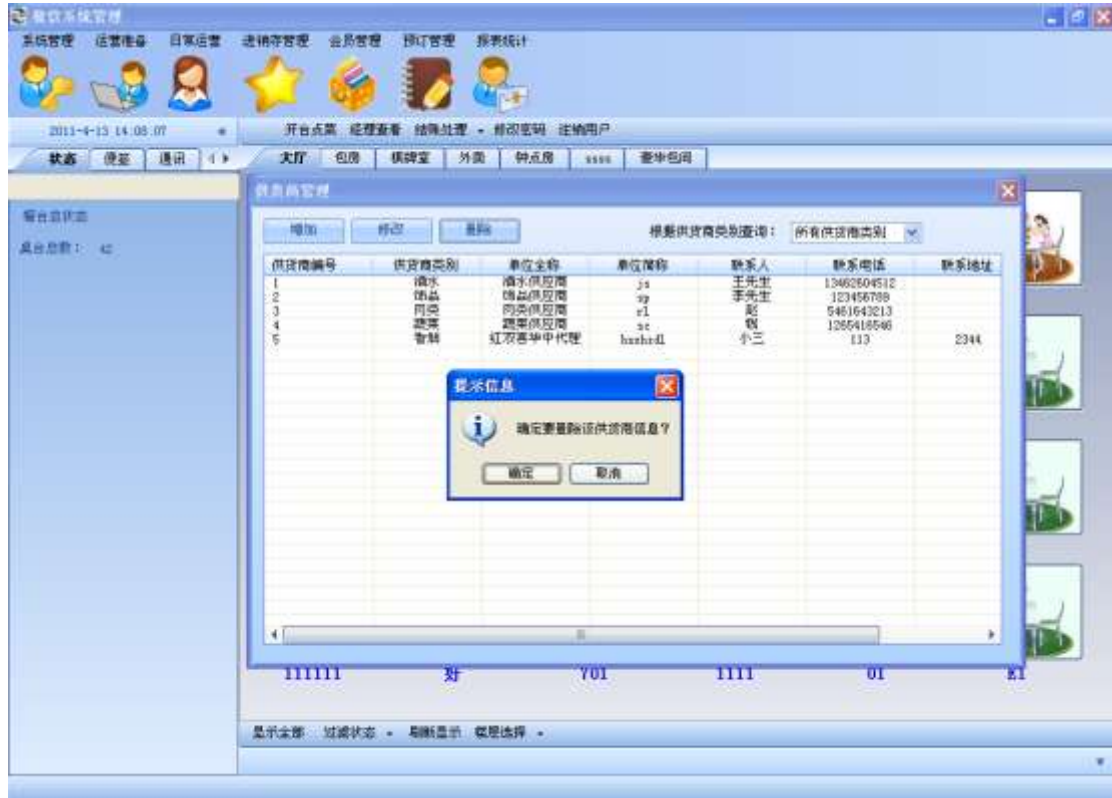 餐饮系统管理
系统管理 运营准备 日常运营 进销存管理 会员管理 预订管理 报表统计
2011-4-13 14:08:07 开台点菜 经理查看 结账处理 修改密码 注销用户
状态 便签 通讯 大厅 包房 棋牌室 外卖 钟点房 ssss 豪华包间
供货商管理
餐台总状态
桌台总数: 42
增加 修改 删除 根据供货商类别查询: 所有供货商类别
供货商编号 供货商类别 单位全称 单位简称 联系人 联系电话 联系地址
1 酒水 酒水供应商 js 王先生 13462604512
2 饰品 饰品供应商 sp 李先生 123456789
3 肉类 肉类供应商 rl 赵 5461643213
4 蔬菜 蔬菜供应商 sc 钱 1265416546
5 香烟 红双喜华中代理 hsxhzdl 小三 113 2344
提示信息
确定要删除该供货商信息?
确定 取消
111111 好 Y01 1111 01 K1
显示全部 过滤状态 刷新显示 楼层选择